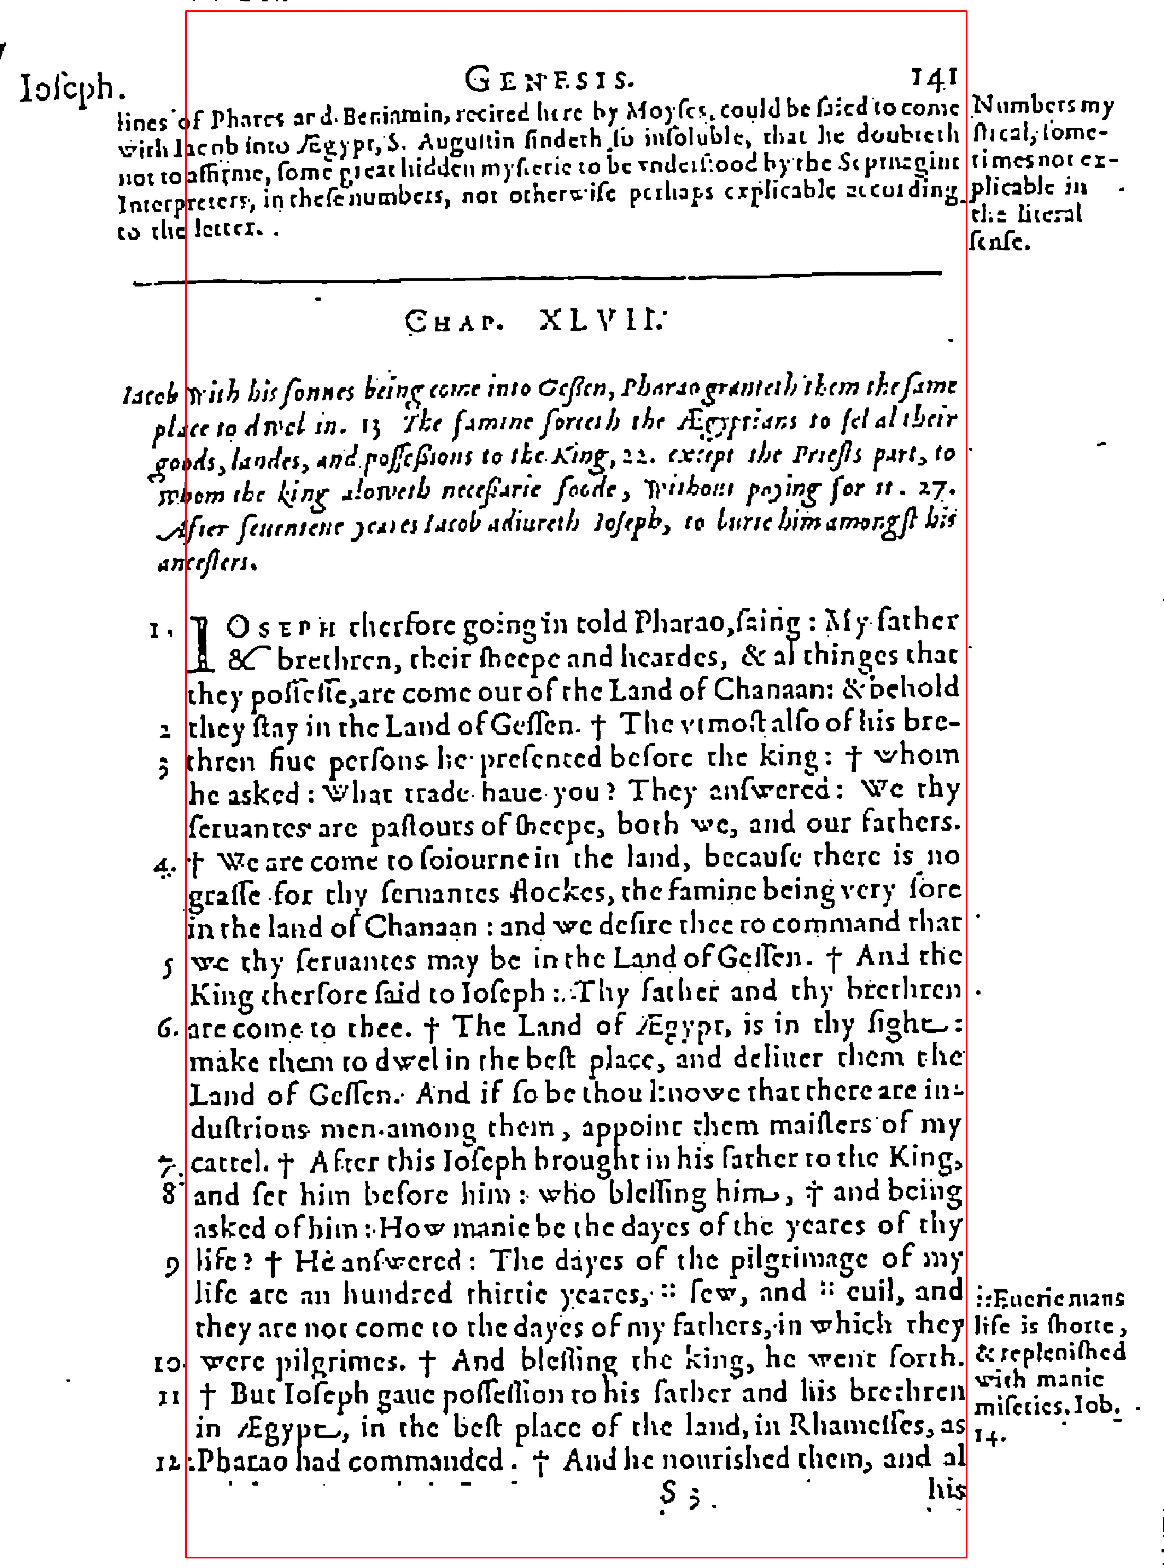 Ioſeph.
GENESIS.
141
lines of Phares and Beniamin, recited here by Moyſes, could be ſaied to come
with Iacob into Ægypt, S. Auguſtin findeth ſo inſoluble, that he doubteth
not to affirme, ſome great hidden myſterie to be vnderſtood by the Septuagint
Interpreters, in theſe numbers, not otherwiſe perhaps explicable according
to the letter.
Numbers my
ſtical, ſome-
times not ex-
plicable in
the literal
ſenſe.
CHAP. XLVII.
Iacob with his ſonnes being come into Geſſen, Pharao granteth them the ſame
place to dwel in. 13 The famine forceth the Ægyptians to ſel al their
goods, landes, and poſſeßions to the King, 22. except the Prieſts part, to
whom the king aloweth neceßarie foode, without paying for it. 27.
After ſeuentene yeares Iacob adiureth Ioſeph, to burie him amongſt his
anceſters.
1. IOSEPH therfore going in told Pharao, ſaing: My father
& brethren, their ſheepe and heardes, & al thinges that
they poſſeſſe, are come out of the Land of Chanaan: & behold
2 they ſtay in the Land of Geſſen. † The vtmoſt alſo of his bre-
3 thren fiue perſons he preſented before the king: † whom
he asked: What trade haue you? They anſwered: We thy
ſeruantes are paſtours of ſheepe, both we, and our fathers.
4. † We are come to ſoiourne in the land, becauſe there is no
graſſe for thy ſeruantes flockes, the famine being very ſore
in the land of Chanaan: and we deſire thee to command that
5 we thy ſeruantes may be in the Land of Geſſen. † And the
King therfore ſaid to Ioſeph: Thy father and thy brethren
6. are come to thee. † The Land of Ægypt, is in thy ſight:
make them to dwel in the beſt place, and deliuer them the
Land of Geſſen. And if ſo be thou knowe that there are in-
duſtrious men among them, appoint them maiſters of my
7. cattel. † After this Ioſeph brought in his father to the King,
8 and ſet him before him: who bleſſing him, † and being
asked of him: How manie be the dayes of the yeares of thy
9 life? † He anſwered: The dayes of the pilgrimage of my
life are an hundred thirtie yeares, :: few, and :: euil, and
they are not come to the dayes of my fathers, in which they
10. were pilgrimes. † And bleſſing the king, he went forth.
11 † But Ioſeph gaue poſſeſſion to his father and his brethren
in Ægypt, in the beſt place of the land, in Rhameſſes, as
12. Pharao had commanded. † And he nourished them, and al
:: Euerie mans
life is ſhorte,
& repleniſhed
with manie
miſeries. Iob.
14.
S 3.
his